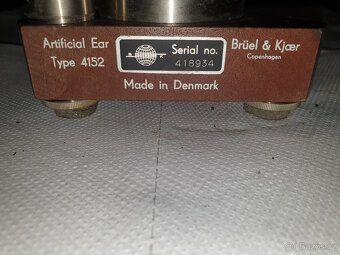 Artificial Ear
Type 4152
Serial no.
418934
Brüel & Kjær
Copenhagen
Made in Denmark